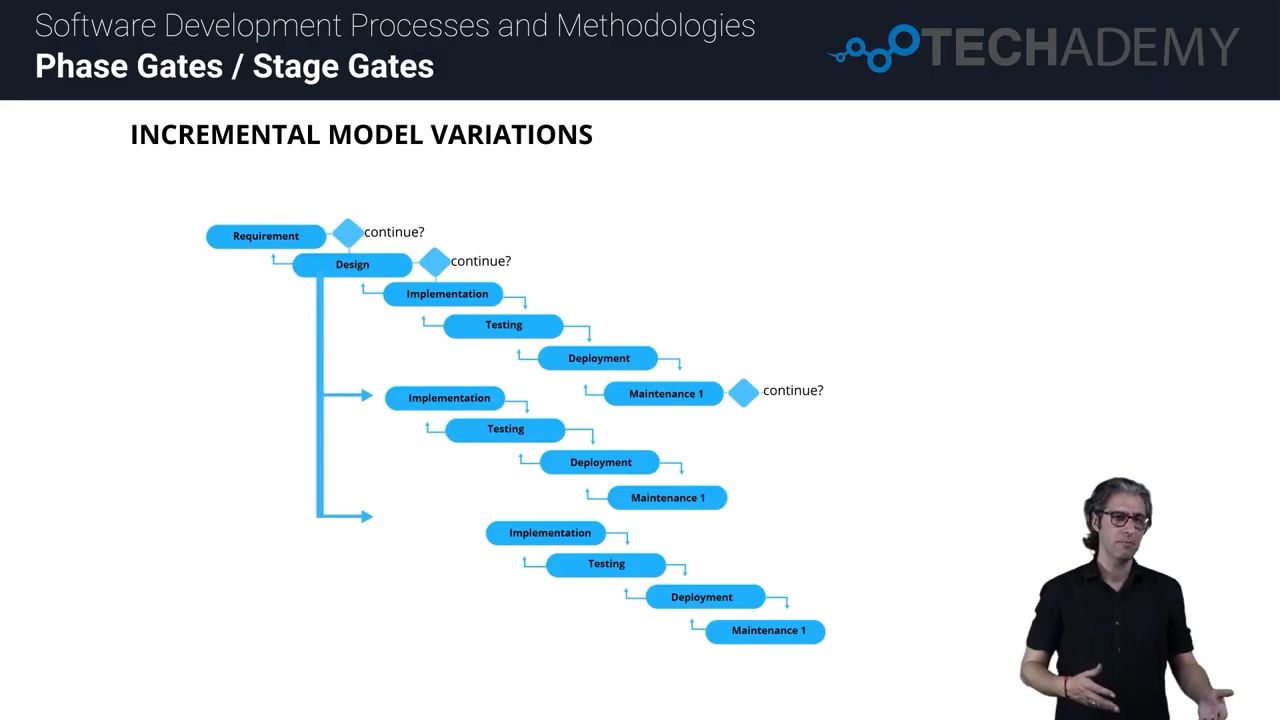 Software Development Processes and Methodologies
Phase Gates / Stage Gates
TECHADEMY
INCREMENTAL MODEL VARIATIONS
Requirement
continue?
Design
continue?
Implementation
Testing
Deployment
Maintenance 1
continue?
Implementation
Testing
Deployment
Maintenance 1
Implementation
Testing
Deployment
Maintenance 1